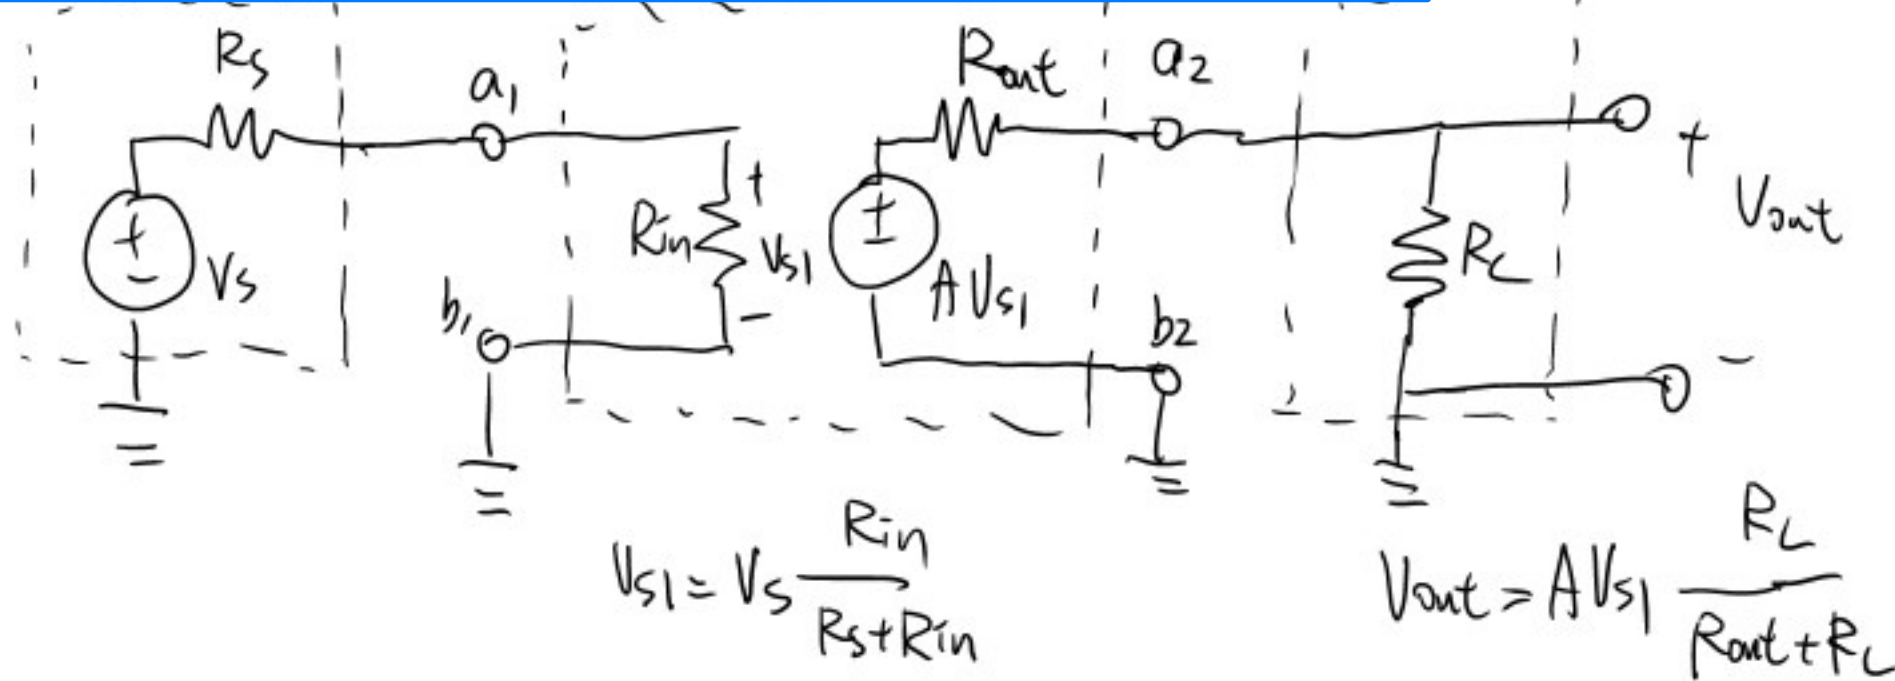 Rs
a1
Rout
a2
+
Vout
-
+
-
Vs
Rin
+
Vs1
-
+
-
AVs1
RL
b1
b2
Vs1 = Vs Rin / Rs+Rin
Vout = AVs1 RL / Rout+RL